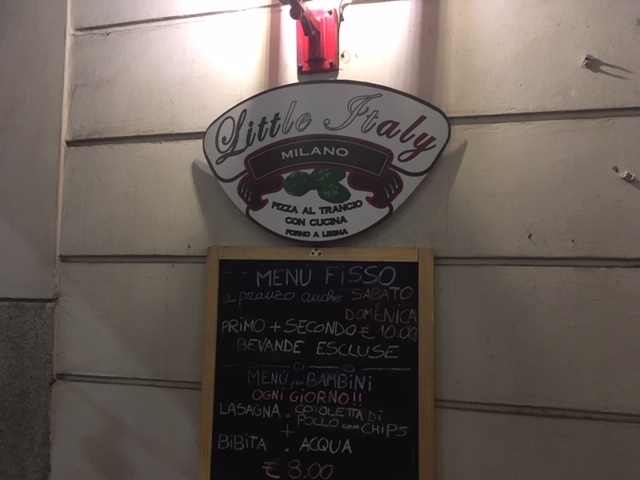 Little Italy
MILANO
PIZZA AL TRANCIO
CON CUCINA
FORNO A LEGNA
MENU FISSO
a pranzo anche SABATO
DOMENICA
PRIMO + SECONDO € 10.00
BEVANDE ESCLUSE
MENÚ per BAMBINI
OGNI GIORNO!!
LASAGNA. COTOLETTA DI
POLLO con CHIPS
+
BIBITA . ACQUA
€ 8.00